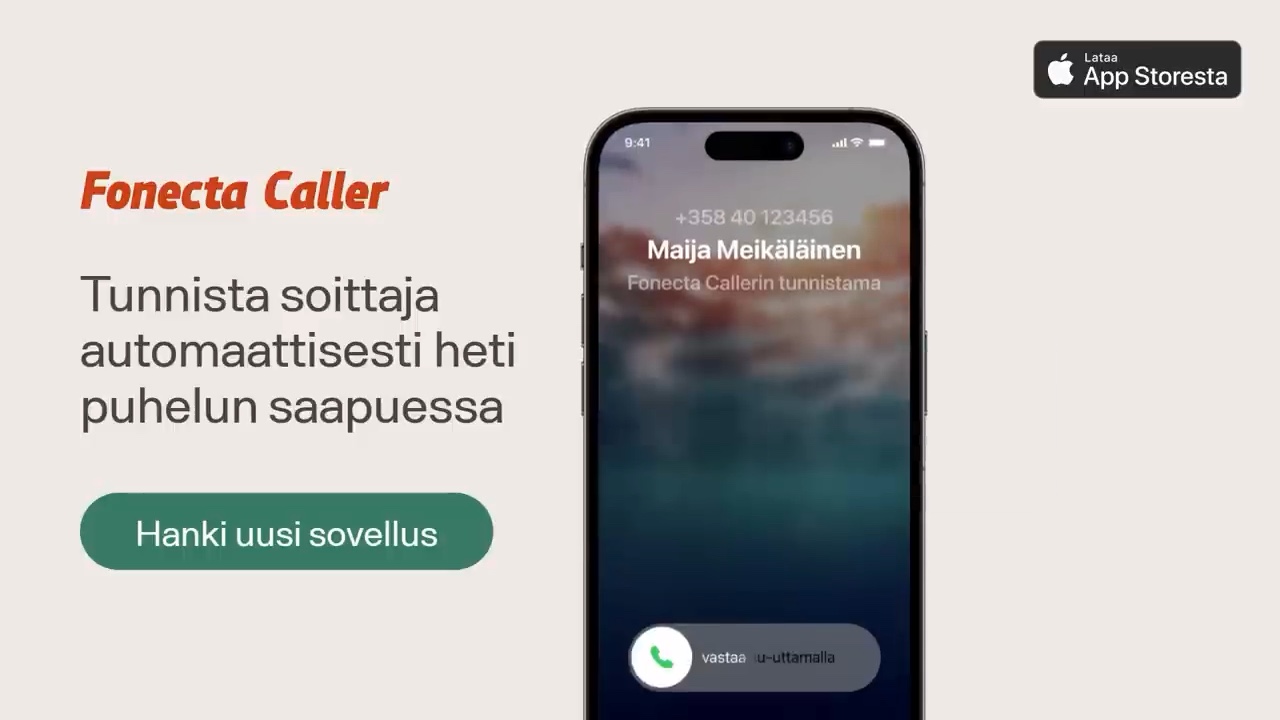 Lataa
App Storesta
Fonecta Caller
Tunnista soittaja
automaattisesti heti
puhelun saapuessa
Hanki uusi sovellus
9:41
+358 40 123456
Maija Meikäläinen
Fonecta Callerin tunnistama
vastaa